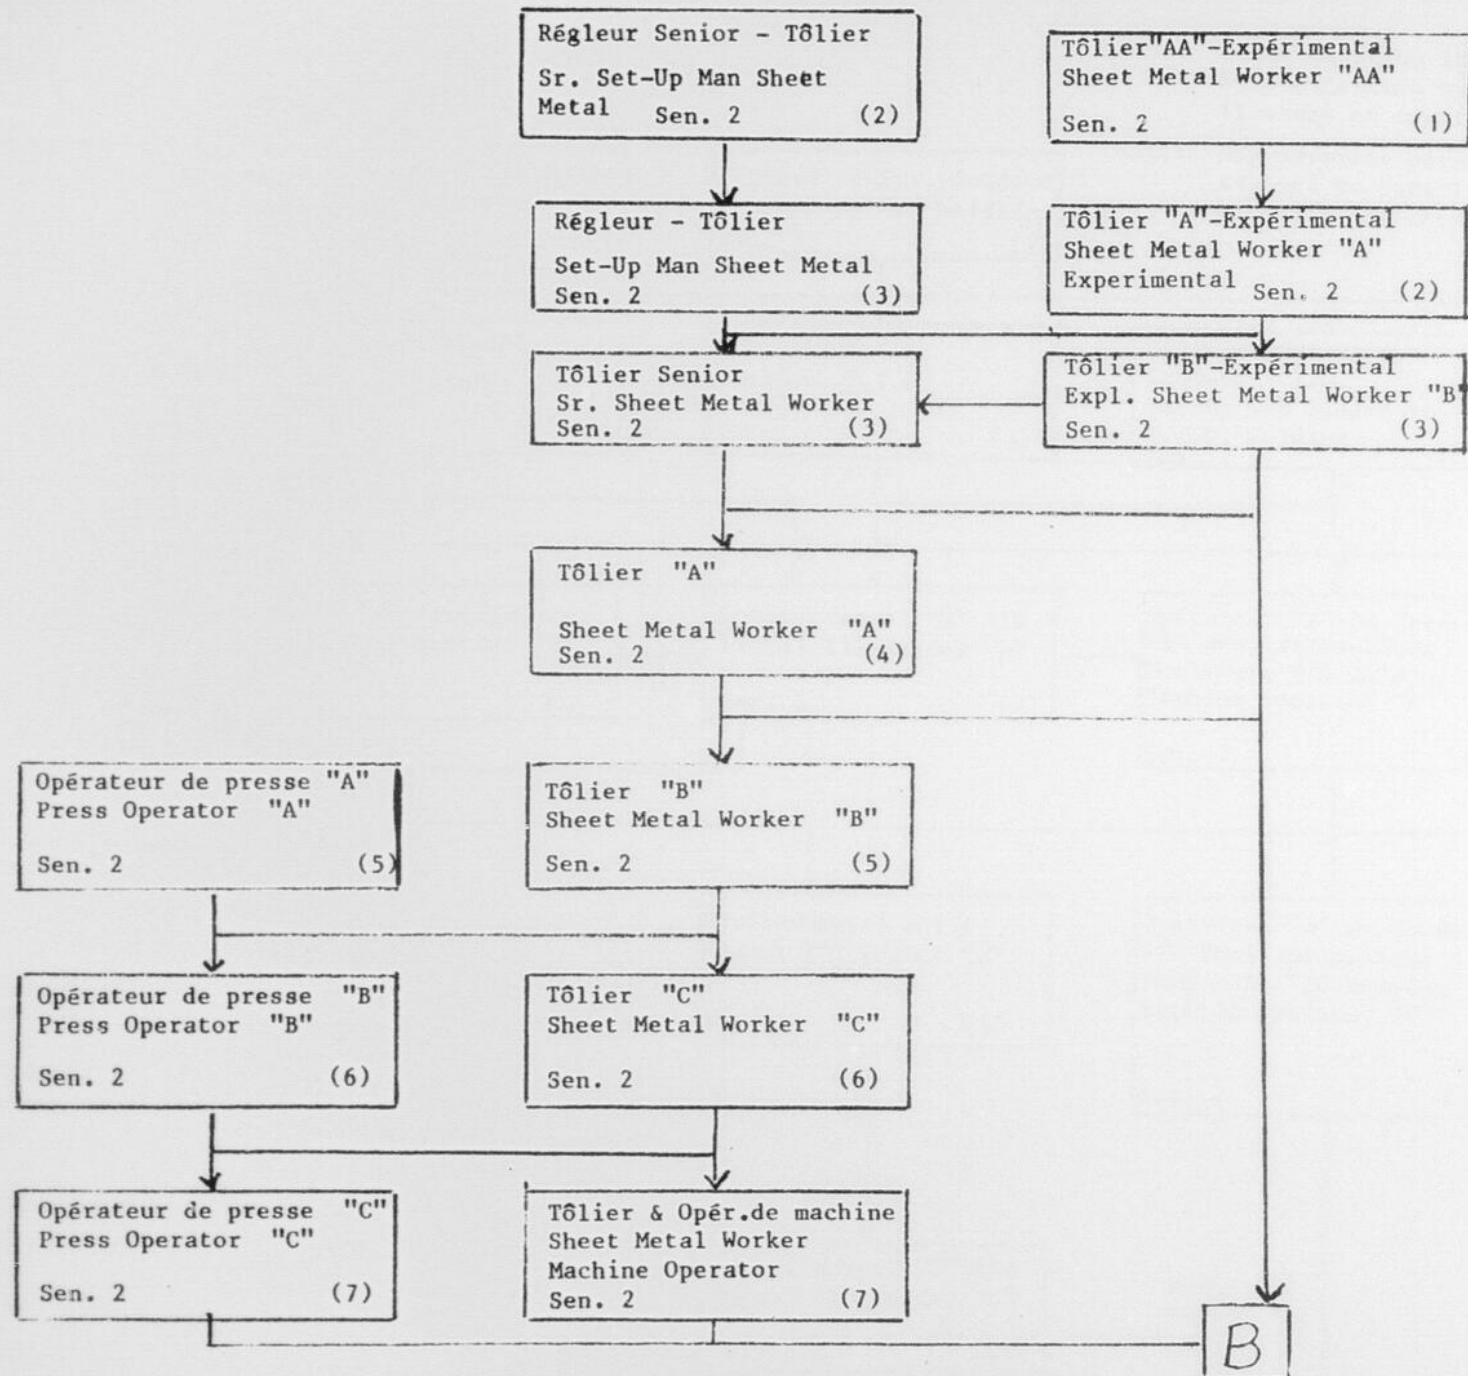 Régleur Senior - Tôlier
Sr. Set-Up Man Sheet
Metal Sen. 2 (2)
Tôlier"AA"-Expérimental
Sheet Metal Worker "AA"
Sen. 2 (1)
Régleur - Tôlier
Set-Up Man Sheet Metal
Sen. 2 (3)
Tôlier "A"-Expérimental
Sheet Metal Worker "A"
Experimental Sen. 2 (2)
Tôlier Senior
Sr. Sheet Metal Worker
Sen. 2 (3)
Tôlier "B"-Expérimental
Expl. Sheet Metal Worker "B"
Sen. 2 (3)
Tôlier "A"
Sheet Metal Worker "A"
Sen. 2 (4)
Opérateur de presse "A"
Press Operator "A"
Sen. 2 (5)
Tôlier "B"
Sheet Metal Worker "B"
Sen. 2 (5)
Opérateur de presse "B"
Press Operator "B"
Sen. 2 (6)
Tôlier "C"
Sheet Metal Worker "C"
Sen. 2 (6)
Opérateur de presse "C"
Press Operator "C"
Sen. 2 (7)
Tôlier & Opér.de machine
Sheet Metal Worker
Machine Operator
Sen. 2 (7)
B